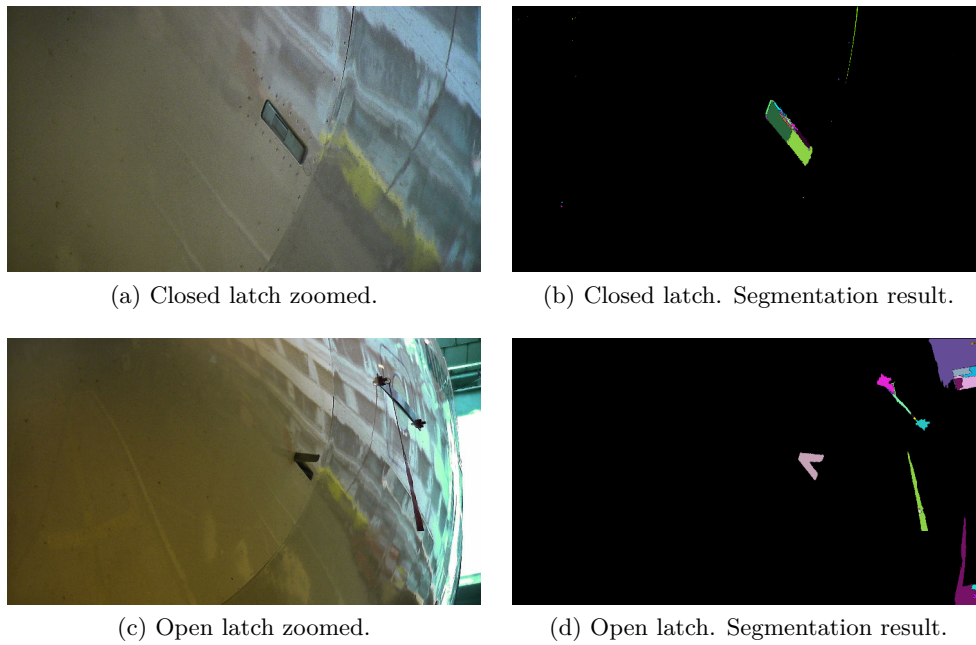 (a) Closed latch zoomed.
(b) Closed latch. Segmentation result.
(c) Open latch zoomed.
(d) Open latch. Segmentation result.